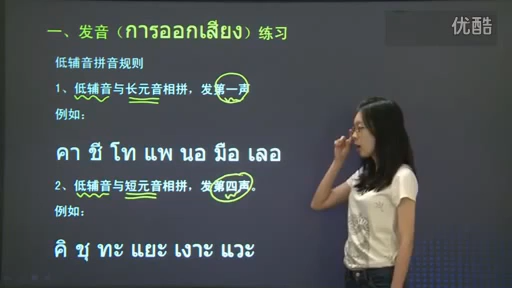 优酷
一、发音（การออกเสียง）练习
低辅音拼音规则
1、低辅音与长元音相拼，发第一声
例如：
คา ชี โท แพ นอ มือ เลอ
2、低辅音与短元音相拼，发第四声。
例如：
คิ ชุ ทะ แยะ เงาะ แวะ